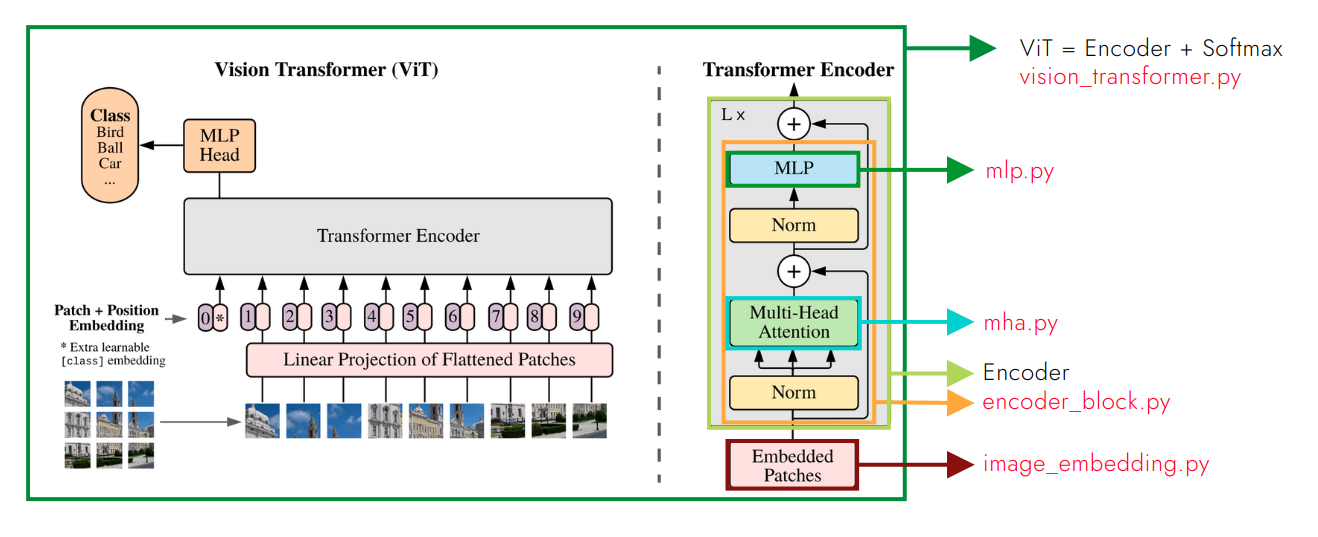 Vision Transformer (ViT)
Class
Bird
Ball
Car
...
MLP
Head
Transformer Encoder
Patch + Position
Embedding
* Extra learnable
[class] embedding
0 *
1
2
3
4
5
6
7
8
9
Linear Projection of Flattened Patches
Transformer Encoder
L x
+
MLP
Norm
+
Multi-Head
Attention
Norm
Embedded
Patches
ViT = Encoder + Softmax
vision_transformer.py
mlp.py
mha.py
Encoder
encoder_block.py
image_embedding.py